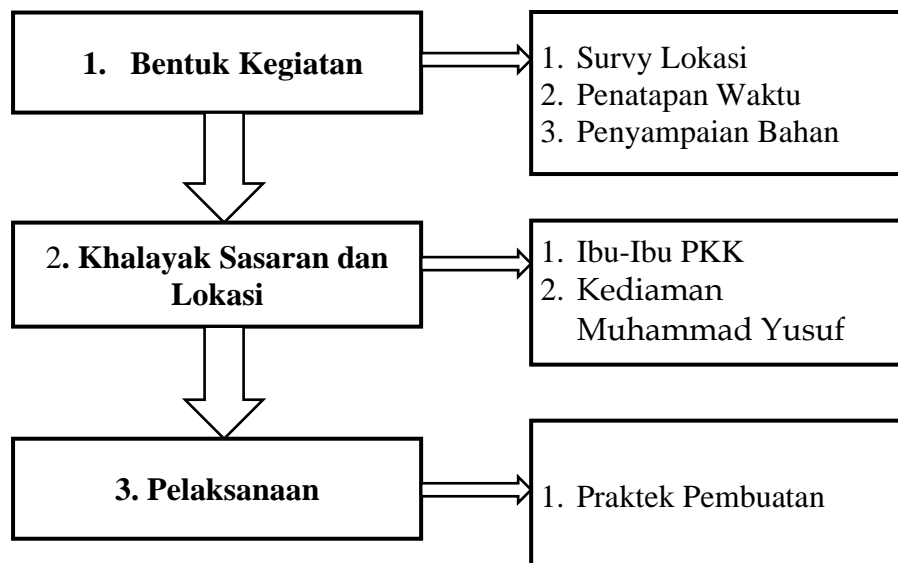 1. Bentuk Kegiatan
1. Survy Lokasi
2. Penatapan Waktu
3. Penyampaian Bahan
2. Khalayak Sasaran dan
Lokasi
1. Ibu-Ibu PKK
2. Kediaman
Muhammad Yusuf
3. Pelaksanaan
1. Praktek Pembuatan